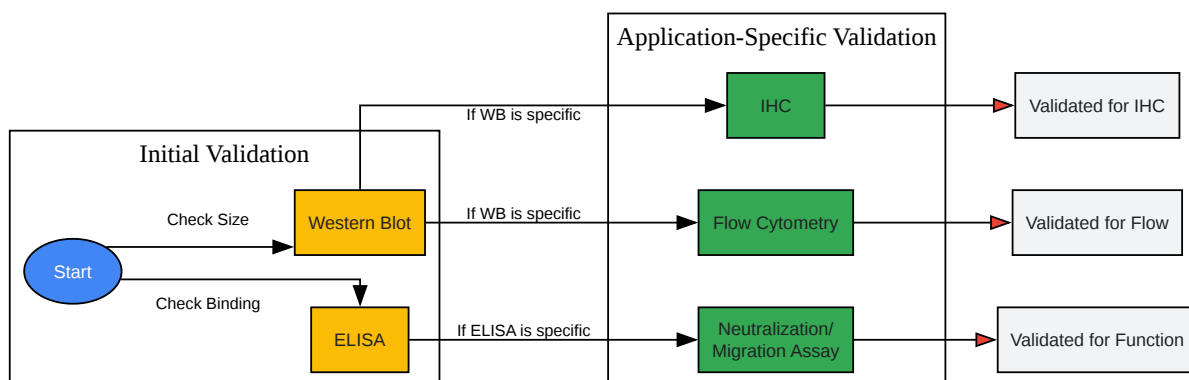 Application-Specific Validation
If WB is specific
IHC
Validated for IHC
Initial Validation
Check Size
Western Blot
If WB is specific
Flow Cytometry
Validated for Flow
Start
Check Binding
ELISA
If ELISA is specific
Neutralization/
Migration Assay
Validated for Function